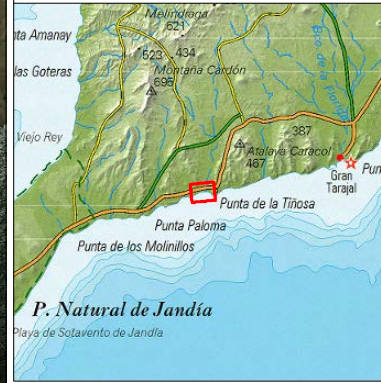 Melindraga
621
nta Amanay
523
434
las Goteras
Montaña Cardón
695
Bco. de la Florida
Viejo Rey
387
Atalaya Caracol
467
Gran
Tarajal
Pun
Punta de la Tiñosa
Punta Paloma
Punta de los Molinillos
P. Natural de Jandía
Playa de Sotavento de Jandía